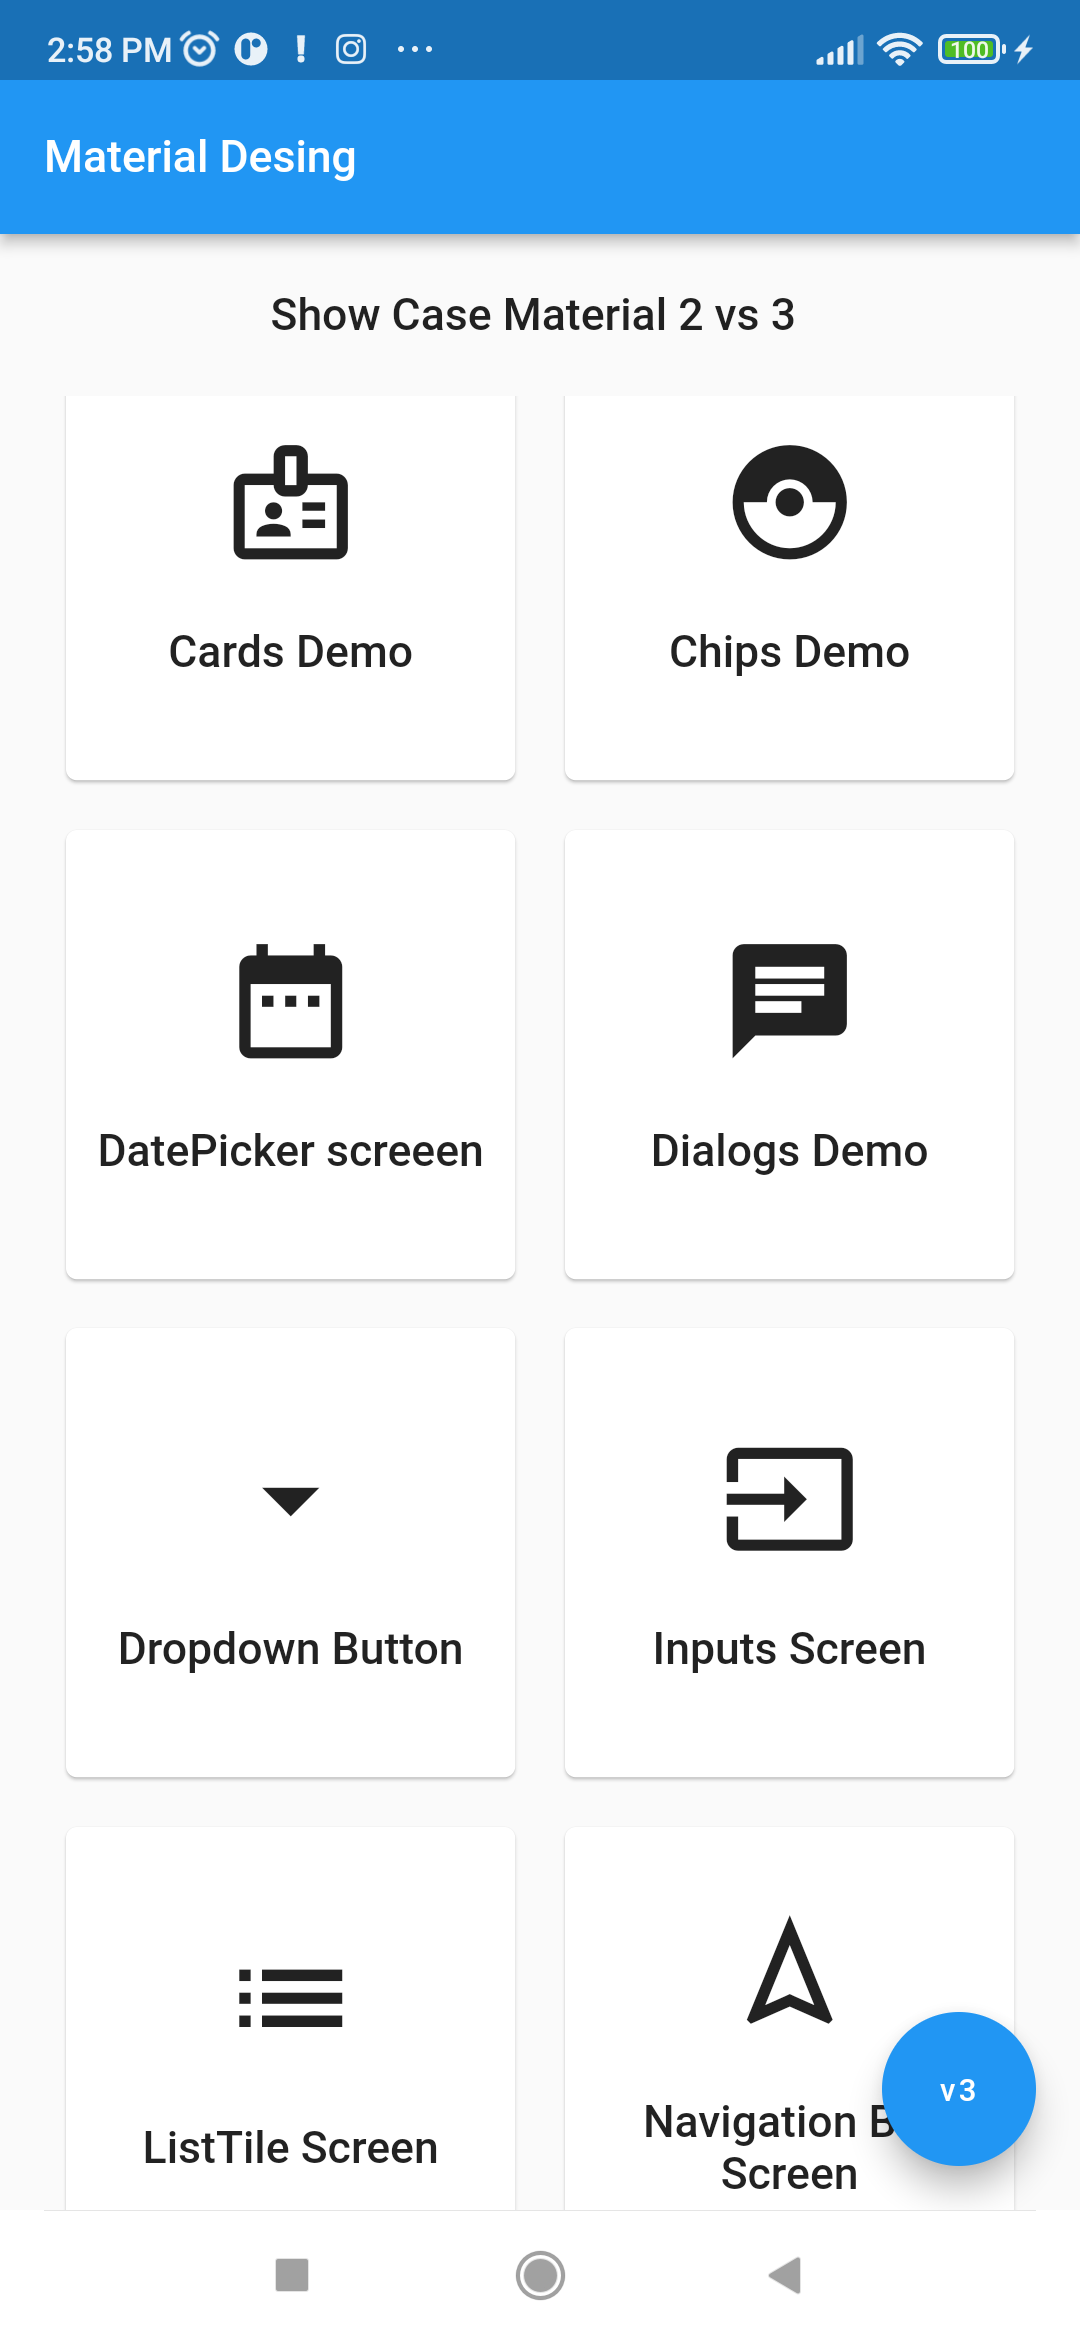 2:58 PM
100
Material Desing
Show Case Material 2 vs 3
Cards Demo
Chips Demo
DatePicker screeen
Dialogs Demo
Dropdown Button
Inputs Screen
ListTile Screen
Navigation
Screen
v3